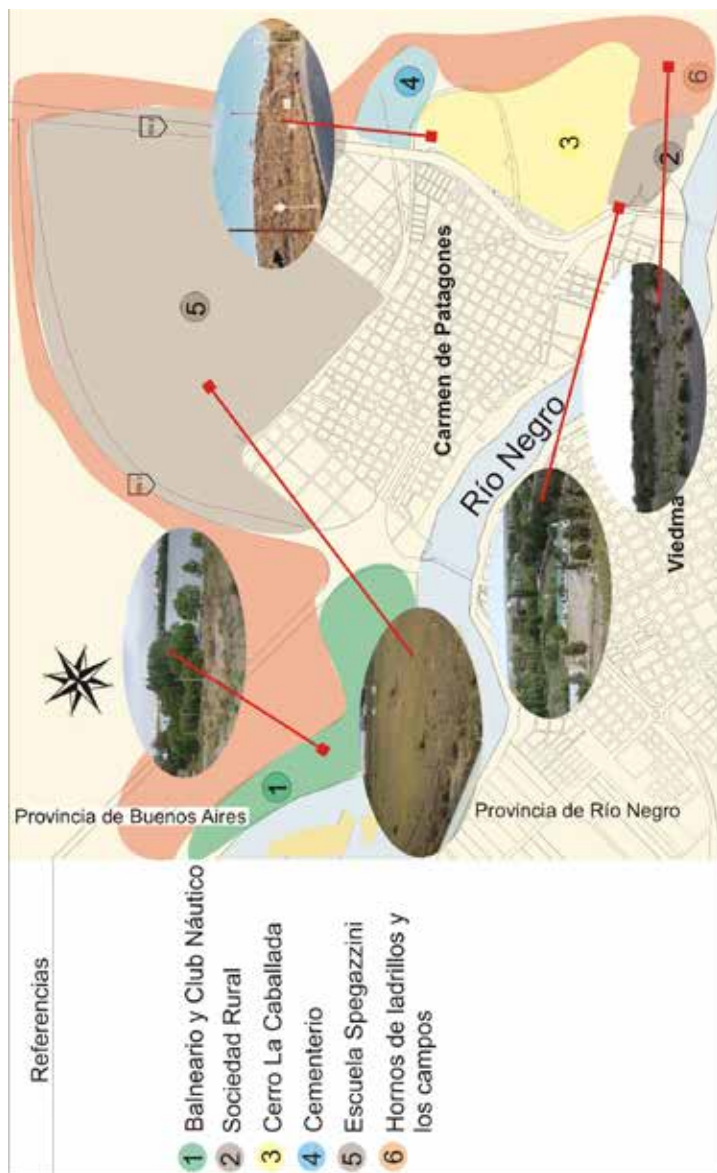 Referencias
1 Balneario y Club Náutico
2 Sociedad Rural
3 Cerro La Caballada
4 Cementerio
5 Escuela Spegazzini
6 Hornos de ladrillos y
los campos
Provincia de Buenos Aires
Provincia de Río Negro
Río Negro
Carmen de Patagones
Viedma
1
2
3
4
5
6